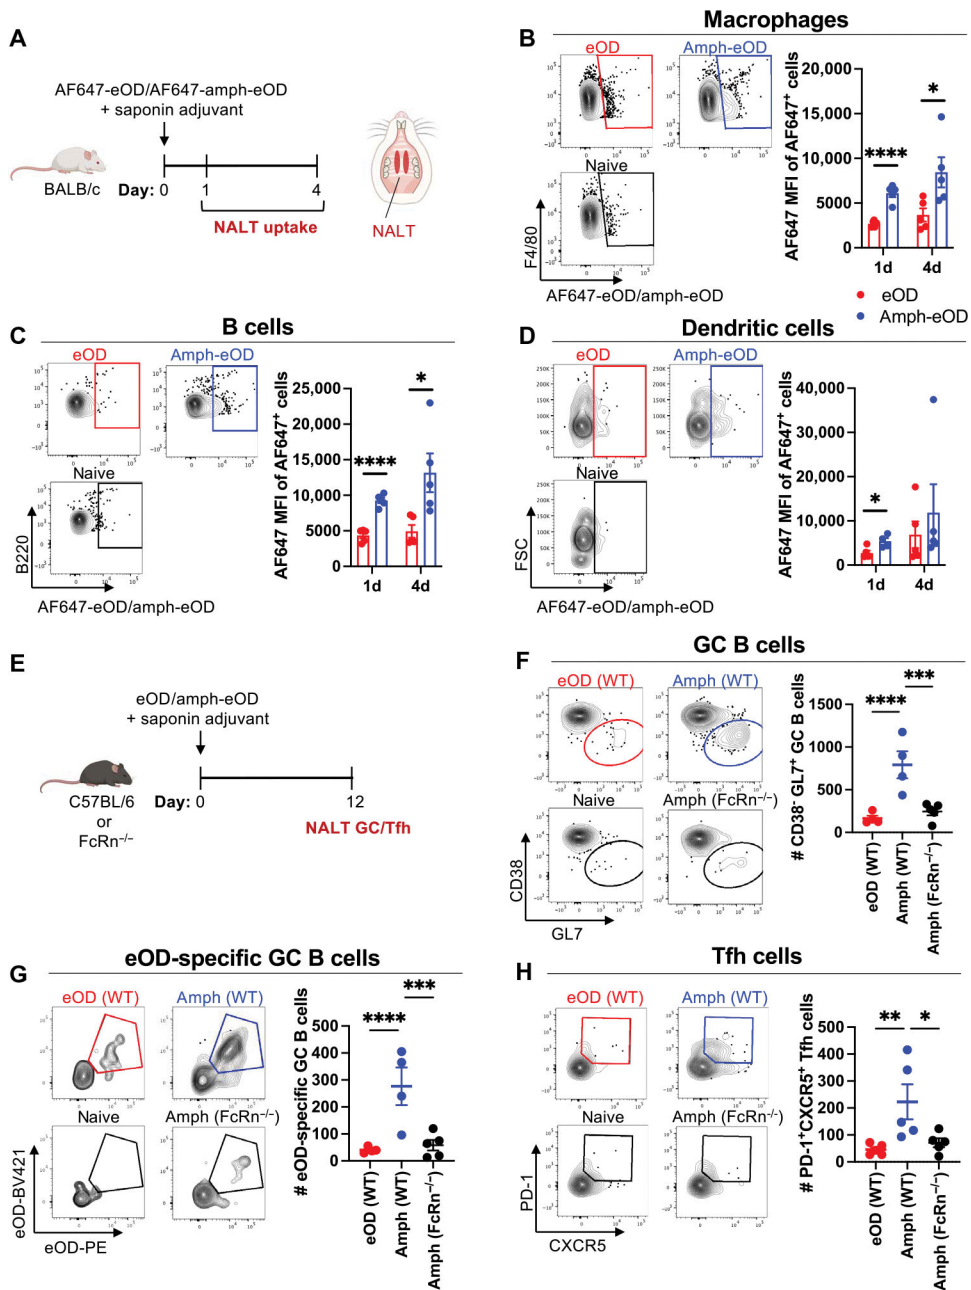 A
AF647-eOD/AF647-amph-eOD
+ saponin adjuvant
BALB/c
Day: 0
1
4
NALT uptake
NALT
Macrophages
B
eOD
Amph-eOD
Naive
F4/80
AF647-eOD/amph-eOD
AF647 MFI of AF647⁺ cells
20,000
15,000
10,000
5000
0
****
*
1d
4d
eOD
Amph-eOD
B cells
C
eOD
Amph-eOD
Naive
B220
AF647-eOD/amph-eOD
AF647 MFI of AF647⁺ cells
25,000
20,000
15,000
10,000
5000
0
****
*
1d
4d
Dendritic cells
D
eOD
Amph-eOD
Naive
FSC
AF647-eOD/amph-eOD
AF647 MFI of AF647⁺ cells
40,000
30,000
20,000
10,000
0
*
1d
4d
E
eOD/amph-eOD
+ saponin adjuvant
C57BL/6
or
FcRn⁻/⁻
Day: 0
12
NALT GC/Tfh
GC B cells
F
eOD (WT)
Amph (WT)
Naive
Amph (FcRn⁻/⁻)
CD38
GL7
# CD38⁻ GL7⁺ GC B cells
1500
1000
500
0
****
***
eOD (WT)
Amph (WT)
Amph (FcRn⁻/⁻)
eOD-specific GC B cells
G
eOD (WT)
Amph (WT)
Naive
Amph (FcRn⁻/⁻)
eOD-BV421
eOD-PE
# eOD-specific GC B cells
500
400
300
200
100
0
****
***
eOD (WT)
Amph (WT)
Amph (FcRn⁻/⁻)
Tfh cells
H
eOD (WT)
Amph (WT)
Naive
Amph (FcRn⁻/⁻)
PD-1
CXCR5
# PD-1⁺CXCR5⁺ Tfh cells
500
400
300
200
100
0
**
*
eOD (WT)
Amph (WT)
Amph (FcRn⁻/⁻)